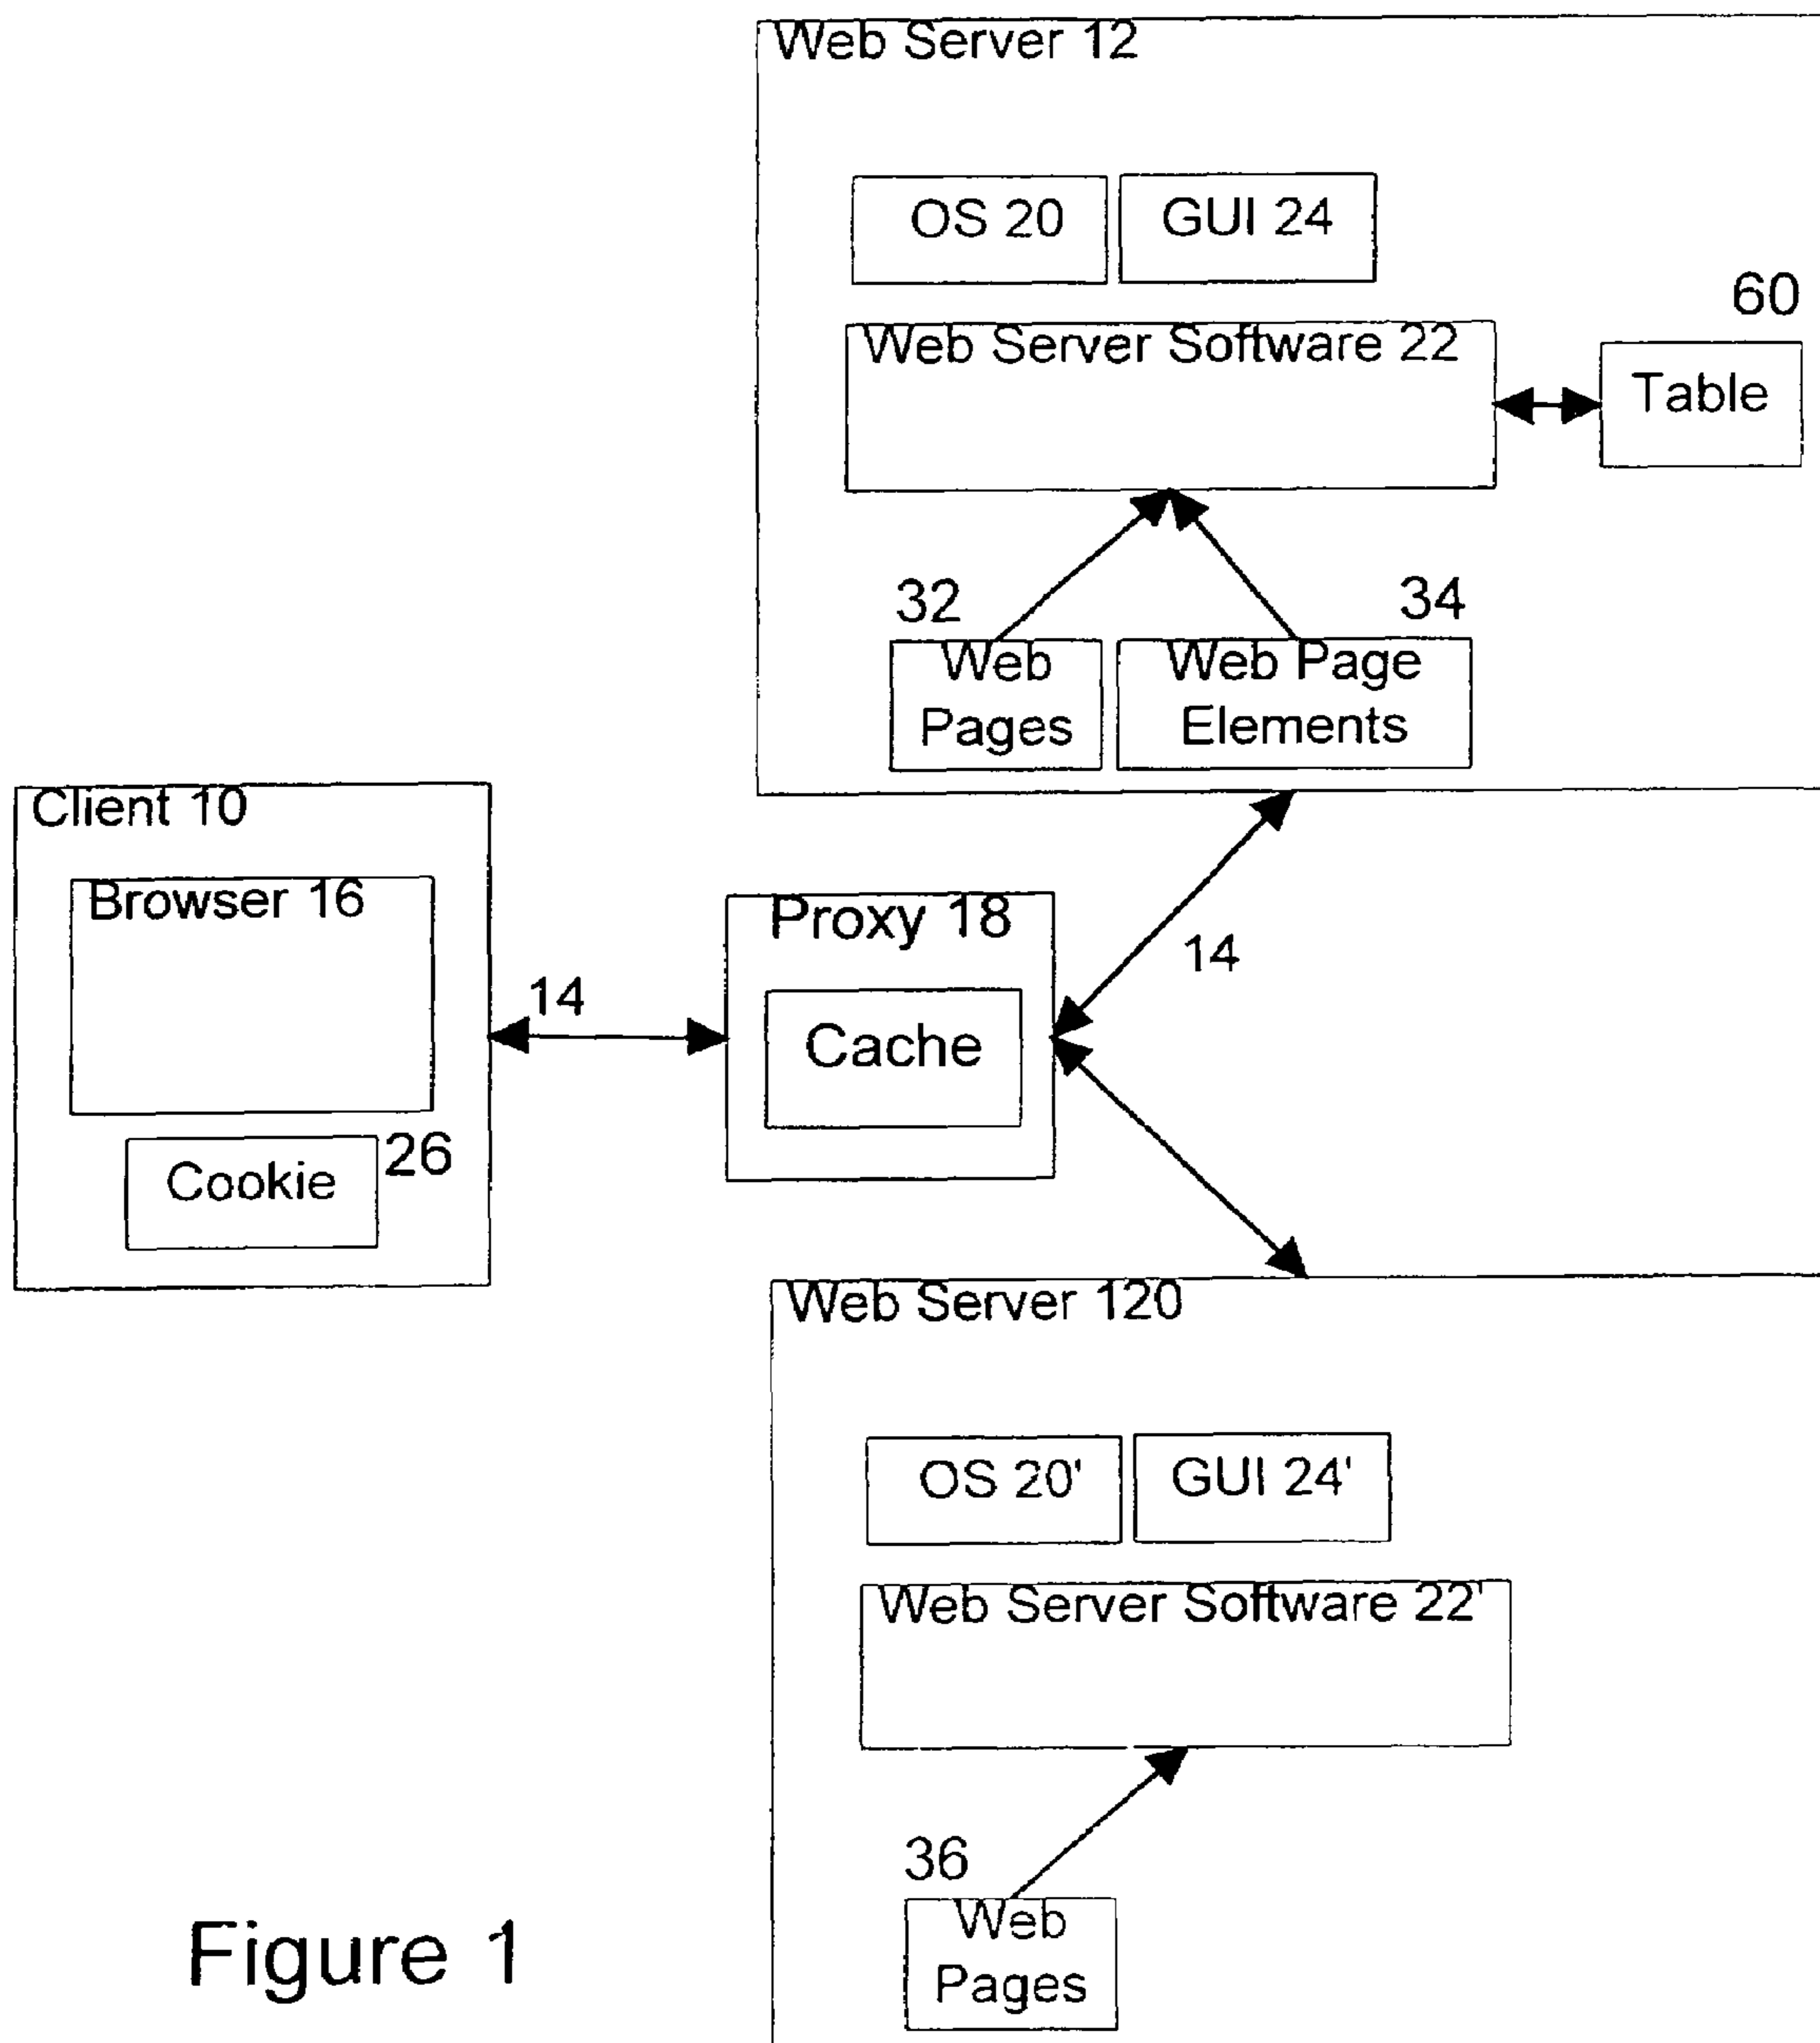 Web Server 12
OS 20
GUI 24
60
Web Server Software 22
Table
32
34
Web
Pages
Web Page
Elements
Client 10
Browser 16
Cookie
26
14
Proxy 18
Cache
14
Web Server 120
OS 20'
GUI 24'
Web Server Software 22'
36
Web
Pages
Figure 1